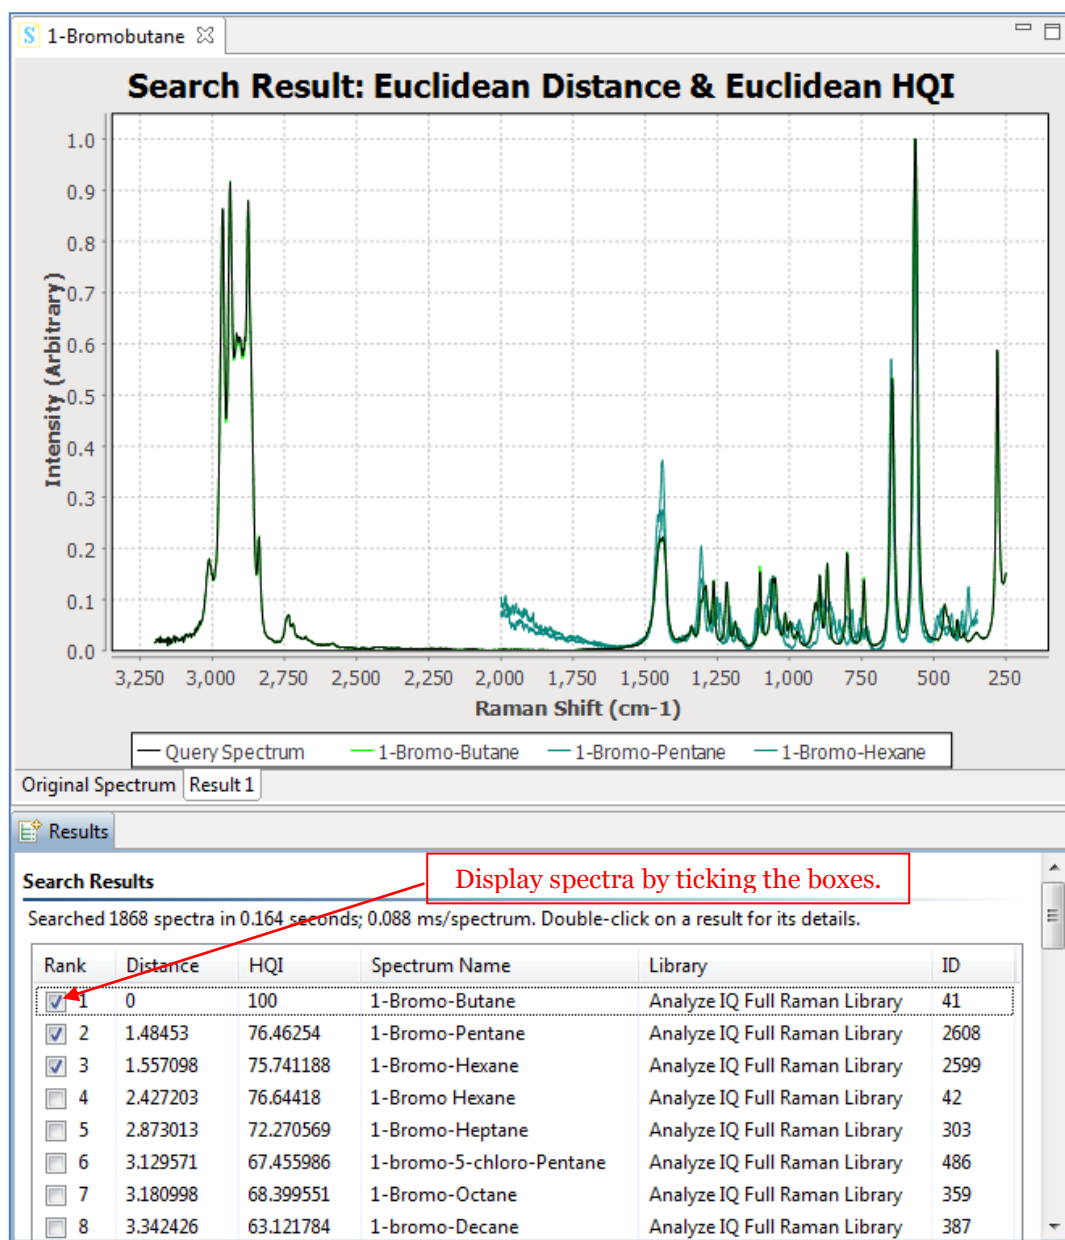 S 1-Bromobutane
Search Result: Euclidean Distance & Euclidean HQI
1.0
0.9
0.8
0.7
0.6
0.5
0.4
0.3
0.2
0.1
0.0
Intensity (Arbitrary)
3,250 3,000 2,750 2,500 2,250 2,000 1,750 1,500 1,250 1,000 750 500 250
Raman Shift (cm-1)
Query Spectrum 1-Bromo-Butane 1-Bromo-Pentane 1-Bromo-Hexane
Original Spectrum Result 1
Results
Display spectra by ticking the boxes.
Search Results
Searched 1868 spectra in 0.164 seconds; 0.088 ms/spectrum. Double-click on a result for its details.
Rank Distance HQI Spectrum Name Library ID
1 0 100 1-Bromo-Butane Analyze IQ Full Raman Library 41
2 1.48453 76.46254 1-Bromo-Pentane Analyze IQ Full Raman Library 2608
3 1.557098 75.741188 1-Bromo-Hexane Analyze IQ Full Raman Library 2599
4 2.427203 76.64418 1-Bromo Hexane Analyze IQ Full Raman Library 42
5 2.873013 72.270569 1-Bromo-Heptane Analyze IQ Full Raman Library 303
6 3.129571 67.455986 1-bromo-5-chloro-Pentane Analyze IQ Full Raman Library 486
7 3.180998 68.399551 1-Bromo-Octane Analyze IQ Full Raman Library 359
8 3.342426 63.121784 1-bromo-Decane Analyze IQ Full Raman Library 387